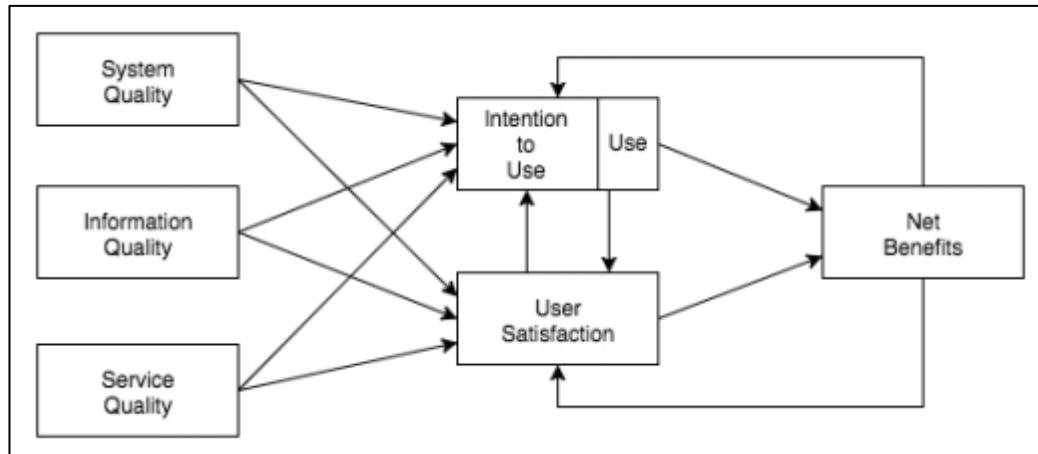 System
Quality
Information
Quality
Service
Quality
Intention
to
Use
Use
User
Satisfaction
Net
Benefits